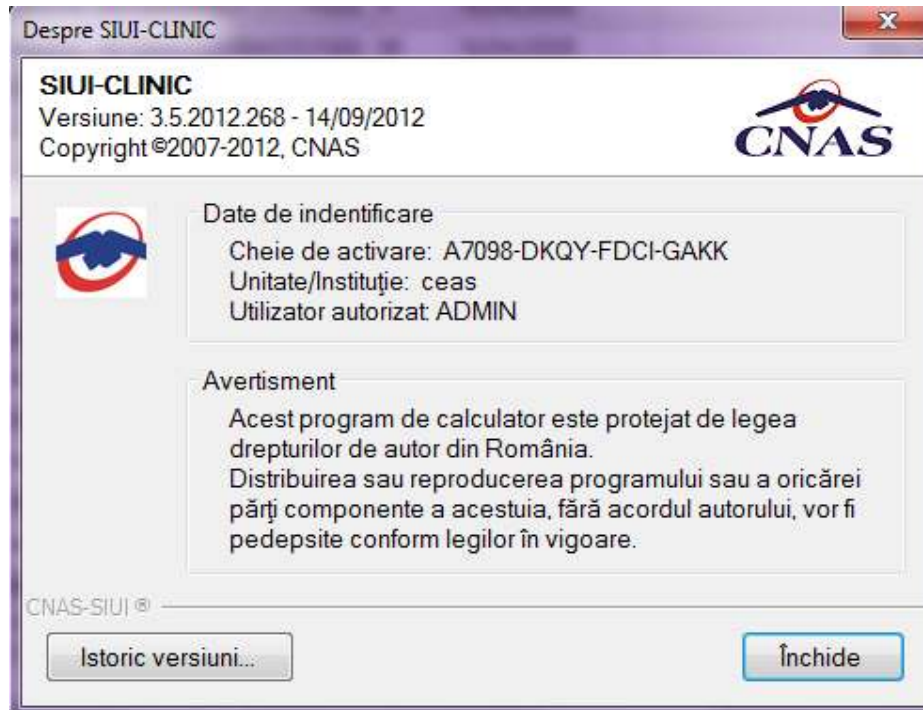 Despre SIUI-CLINIC
SIUI-CLINIC
Versiune: 3.5.2012.268 - 14/09/2012
Copyright ©2007-2012, CNAS
CNAS
Date de indentificare
Cheie de activare: A7098-DKQY-FDCI-GAKK
Unitate/Instituţie: ceas
Utilizator autorizat: ADMIN
Avertisment
Acest program de calculator este protejat de legea
drepturilor de autor din România.
Distribuirea sau reproducerea programului sau a oricărei
părţi componente a acestuia, fără acordul autorului, vor fi
pedepsite conform legilor în vigoare.
CNAS-SIUI ®
Istoric versiuni...
Închide